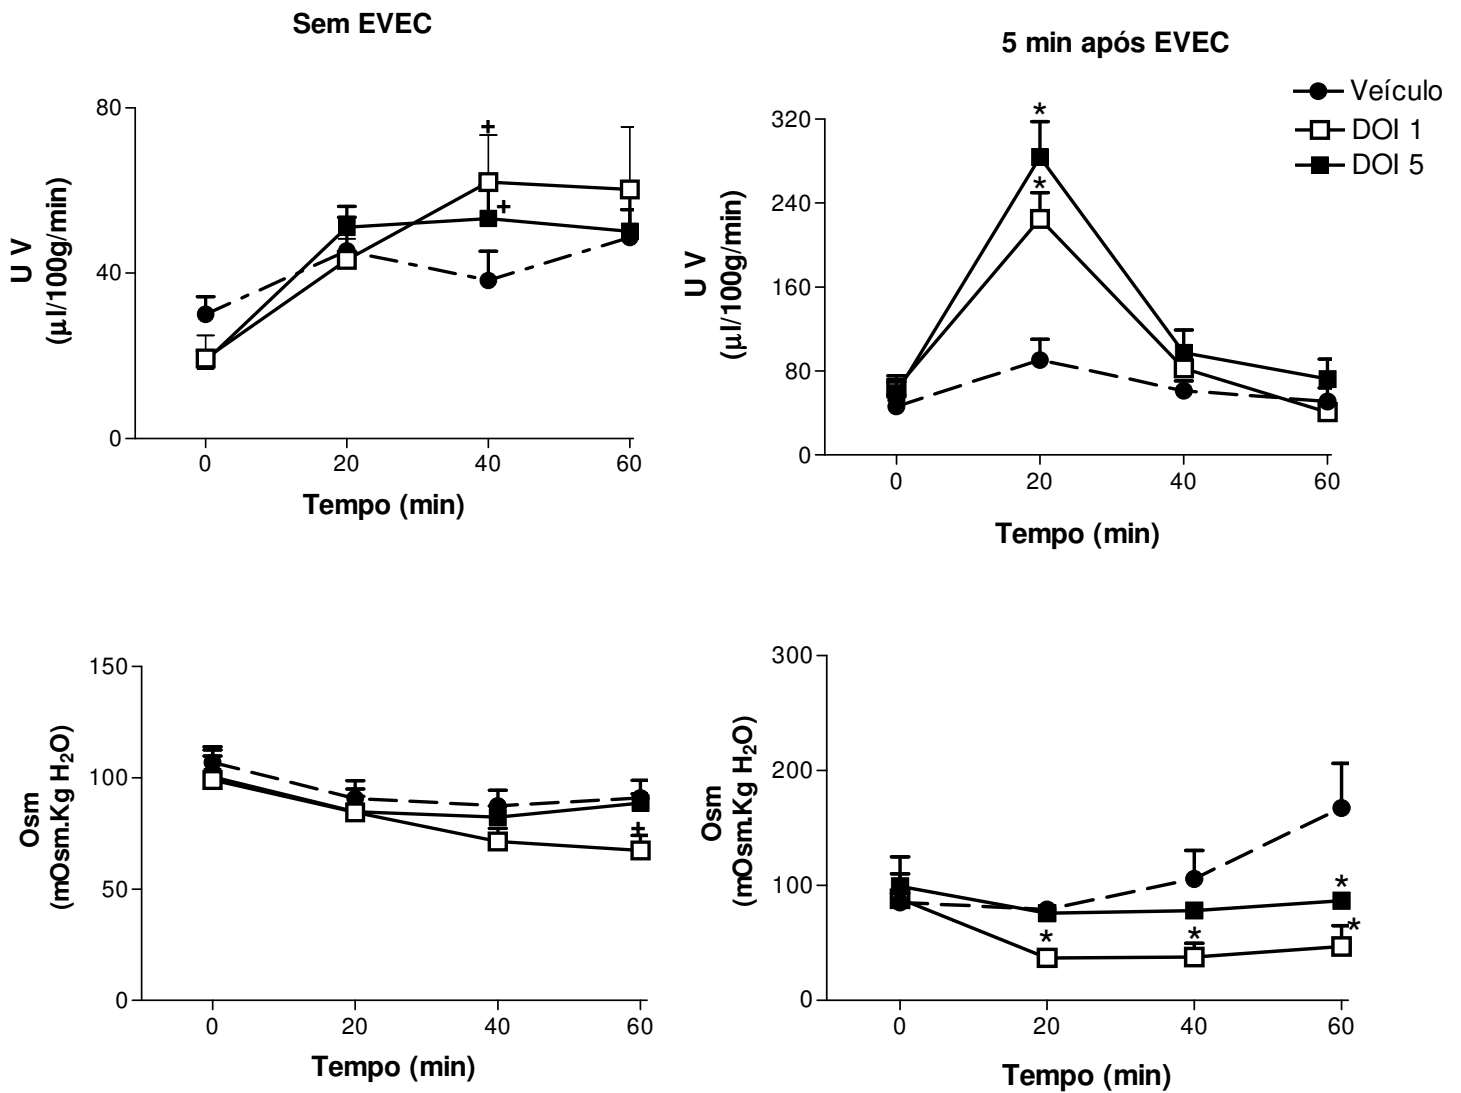 Sem EVEC
5 min após EVEC
Veículo
DOI 1
DOI 5
U V
(µl/100g/min)
80
40
0
+
+
0 20 40 60
Tempo (min)
U V
(µl/100g/min)
320
240
160
80
0
*
*
0 20 40 60
Tempo (min)
Osm
(mOsm.Kg H₂O)
150
100
50
0
+
0 20 40 60
Tempo (min)
Osm
(mOsm.Kg H₂O)
300
200
100
0
*
*
*
*
0 20 40 60
Tempo (min)